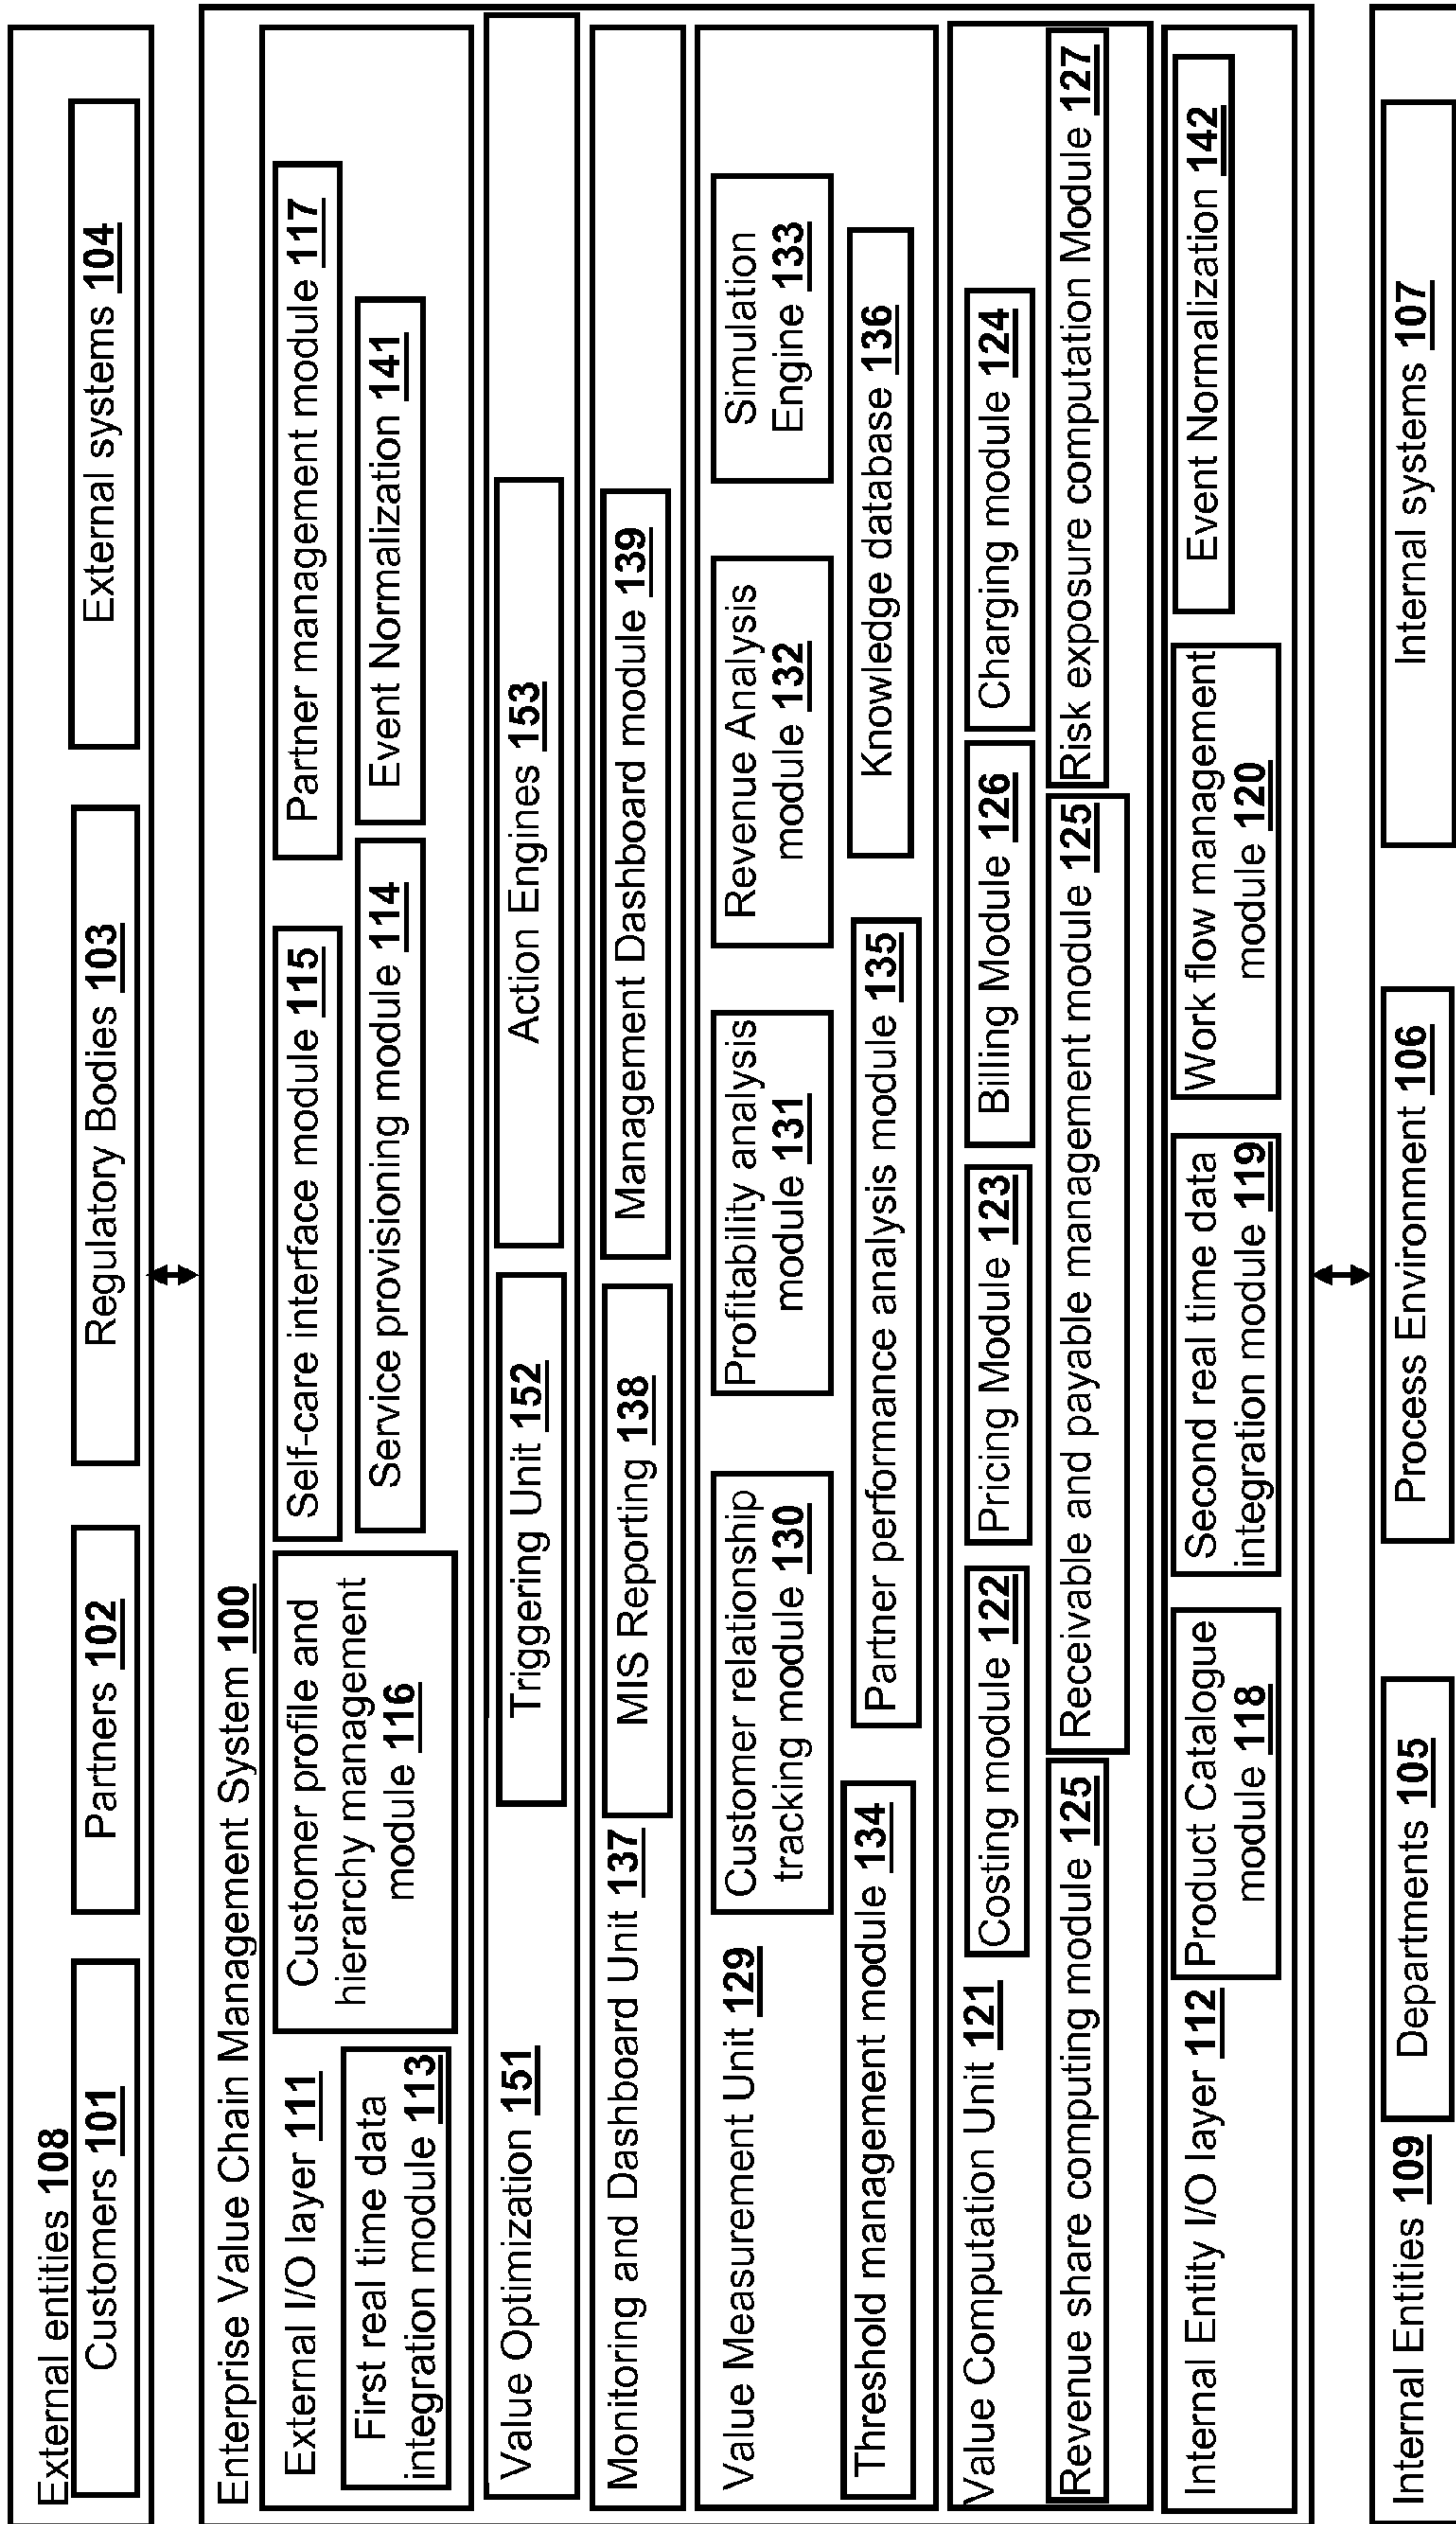 External entities 108
Customers 101
Partners 102
Regulatory Bodies 103
External systems 104
Enterprise Value Chain Management System 100
External I/O layer 111
First real time data
integration module 113
Customer profile and
hierarchy management
module 116
Self-care interface module 115
Partner management module 117
Service provisioning module 114
Event Normalization 141
Value Optimization 151
Triggering Unit 152
Action Engines 153
Monitoring and Dashboard Unit 137
MIS Reporting 138
Management Dashboard module 139
Value Measurement Unit 129
Customer relationship
tracking module 130
Profitability analysis
module 131
Revenue Analysis
module 132
Simulation
Engine 133
Threshold management module 134
Partner performance analysis module 135
Knowledge database 136
Value Computation Unit 121
Costing module 122
Pricing Module 123
Billing Module 126
Charging module 124
Revenue share computing module 125
Receivable and payable management module 125
Risk exposure computation Module 127
Internal Entity I/O layer 112
Product Catalogue
module 118
Second real time data
integration module 119
Work flow management
module 120
Event Normalization 142
Internal Entities 109
Departments 105
Process Environment 106
Internal systems 107